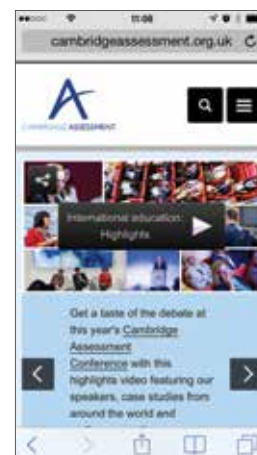 11:08
cambridgeassessment.org.uk
CAMBRIDGE ASSESSMENT
International education:
Highlights
Get a taste of the debate at
this year's Cambridge
Assessment
Conference with this
highlights video featuring our
speakers, case studies from
around the world and